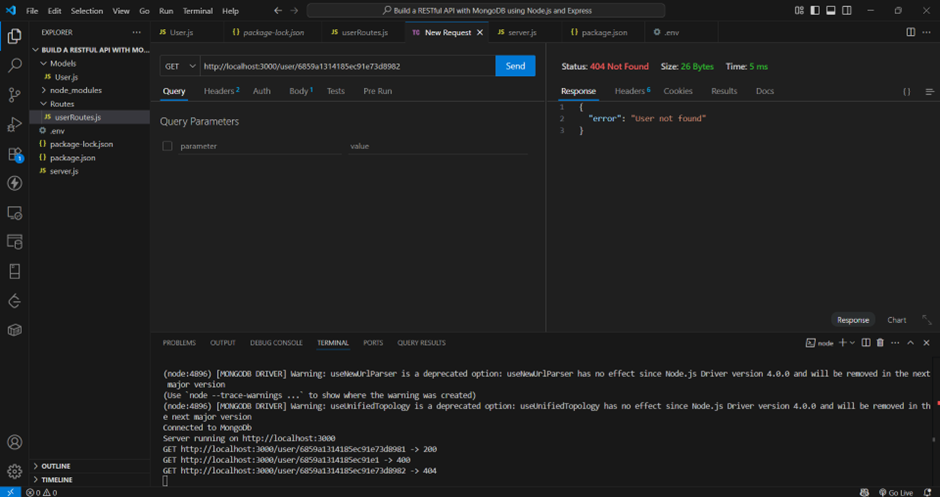 File Edit Selection View Go Run Terminal Help
Build a RESTful API with MongoDB using Node.js and Express
EXPLORER
BUILD A RESTFUL API WITH MO...
Models
JS User.js
node_modules
Routes
JS userRoutes.js
.env
{} package-lock.json
{} package.json
JS server.js
OUTLINE
TIMELINE
1
JS User.js {} package-lock.json JS userRoutes.js TC New Request JS server.js {} package.json .env
GET http://localhost:3000/user/6859a1314185ec91e73d8982 Send
Query Headers 2 Auth Body 1 Tests Pre Run
Query Parameters
parameter value
Status: 404 Not Found Size: 26 Bytes Time: 5 ms
Response Headers 6 Cookies Results Docs {}
1 {
2 "error": "User not found"
3 }
Response Chart
PROBLEMS OUTPUT DEBUG CONSOLE TERMINAL PORTS QUERY RESULTS node
(node:4896) [MONGODB DRIVER] Warning: useNewUrlParser is a deprecated option: useNewUrlParser has no effect since Node.js Driver version 4.0.0 and will be removed in the next
major version
(Use `node --trace-warnings ...` to show where the warning was created)
(node:4896) [MONGODB DRIVER] Warning: useUnifiedTopology is a deprecated option: useUnifiedTopology has no effect since Node.js Driver version 4.0.0 and will be removed in th
e next major version
Connected to MongoDb
Server running on http://localhost:3000
GET http://localhost:3000/user/6859a1314185ec91e73d8981 -> 200
GET http://localhost:3000/user/6859a1314185ec91e1 -> 400
GET http://localhost:3000/user/6859a1314185ec91e73d8982 -> 404
0 0 Go Live